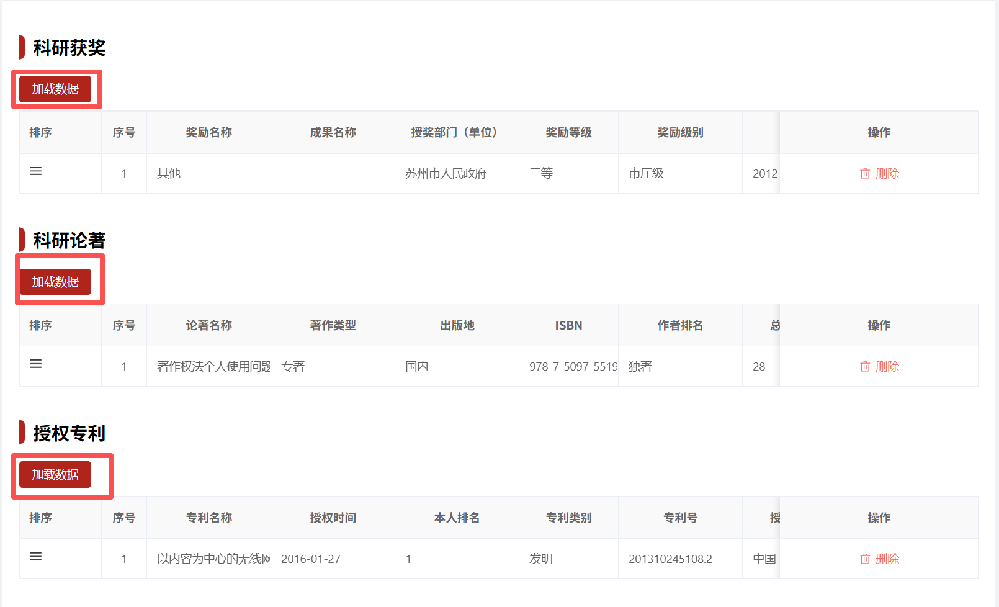 科研获奖
加载数据
排序 序号 奖励名称 成果名称 授奖部门（单位） 奖励等级 奖励级别 操作
1 其他 苏州市人民政府 三等 市厅级 2012 删除
科研论著
加载数据
排序 序号 论著名称 著作类型 出版地 ISBN 作者排名 总 操作
1 著作权法个人使用问题 专著 国内 978-7-5097-5519 独著 28 删除
授权专利
加载数据
排序 序号 专利名称 授权时间 本人排名 专利类别 专利号 授 操作
1 以内容为中心的无线网 2016-01-27 1 发明 201310245108.2 中国 删除